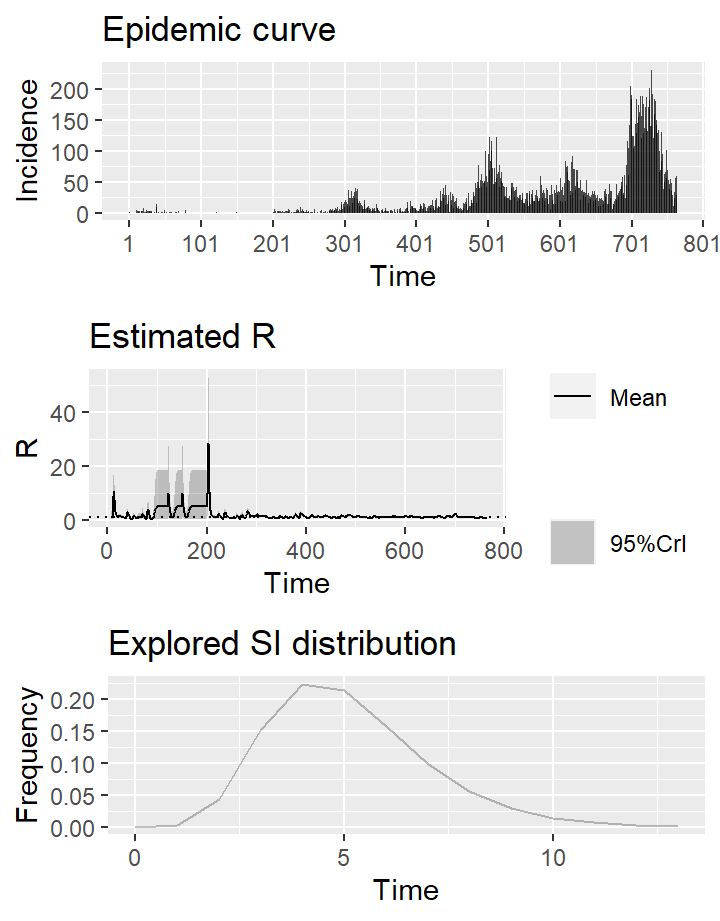 Epidemic curve
Incidence
200
150
100
50
0
1 101 201 301 401 501 601 701 801
Time
Estimated R
R
40
20
0
0 200 400 600 800
Time
Mean
95%CrI
Explored SI distribution
Frequency
0.20
0.15
0.10
0.05
0.00
0 5 10
Time